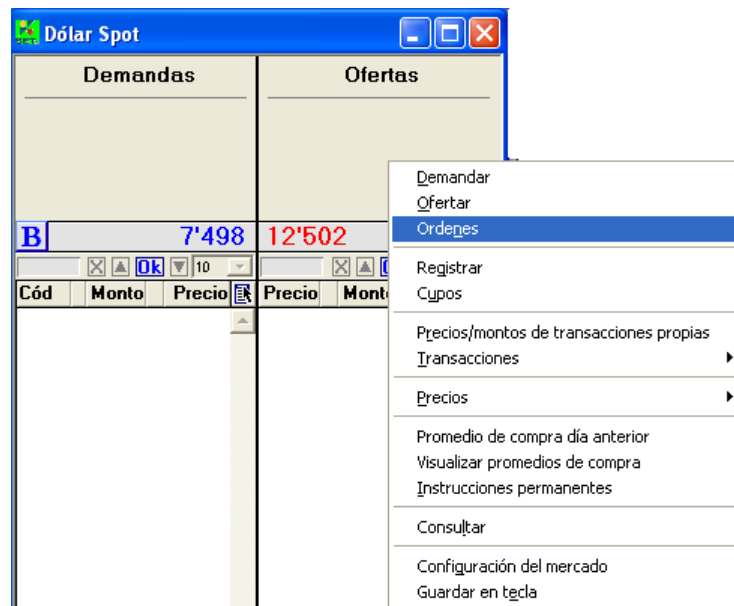 Dólar Spot
Demandas Ofertas
B 7'498 12'502
Ok 10
Cód Monto Precio Precio
Demandar
Ofertar
Ordenes
Registrar
Cupos
Precios/montos de transacciones propias
Transacciones
Precios
Promedio de compra día anterior
Visualizar promedios de compra
Instrucciones permanentes
Consultar
Configuración del mercado
Guardar en tecla